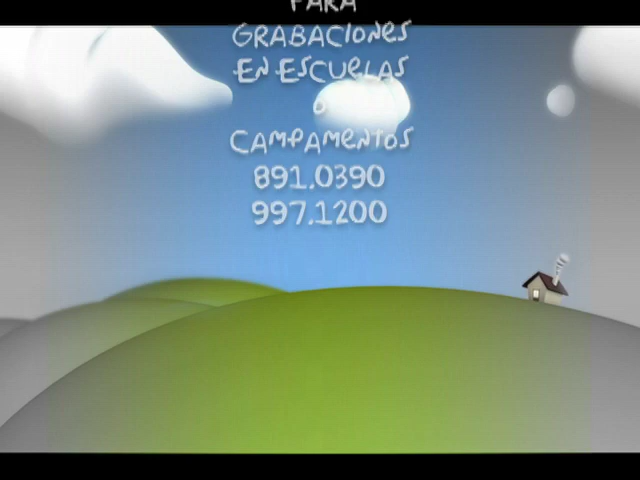 PARA
GRABACIONES
EN ESCUELAS
O
CAMPAMENTOS
891.0390
997.1200